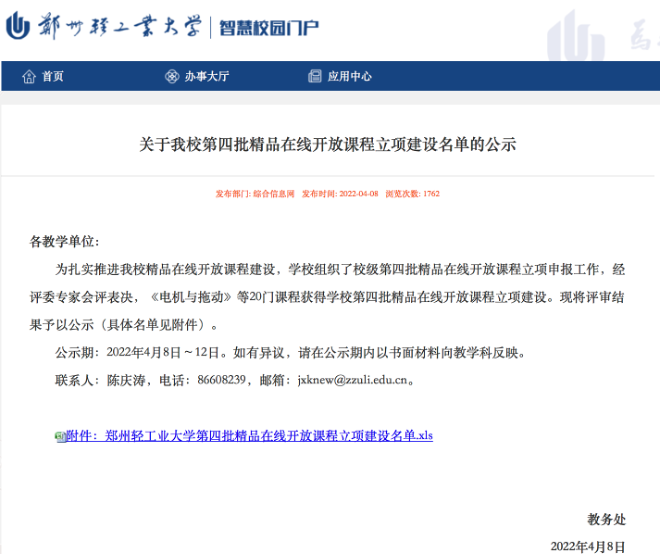 郑州轻工业大学 智慧校园门户
首页 办事大厅 应用中心
关于我校第四批精品在线开放课程立项建设名单的公示
发布部门: 综合信息网 发布时间: 2022-04-08 浏览次数: 1762
各教学单位：
为扎实推进我校精品在线开放课程建设，学校组织了校级第四批精品在线开放课程立项申报工作，经
评委专家会评表决，《电机与拖动》等20门课程获得学校第四批精品在线开放课程立项建设。现将评审结
果予以公示（具体名单见附件）。
公示期：2022年4月8日～12日。如有异议，请在公示期内以书面材料向教学科反映。
联系人：陈庆涛，电话：86608239，邮箱：jxknew@zzuli.edu.cn。
附件：郑州轻工业大学第四批精品在线开放课程立项建设名单.xls
教务处
2022年4月8日